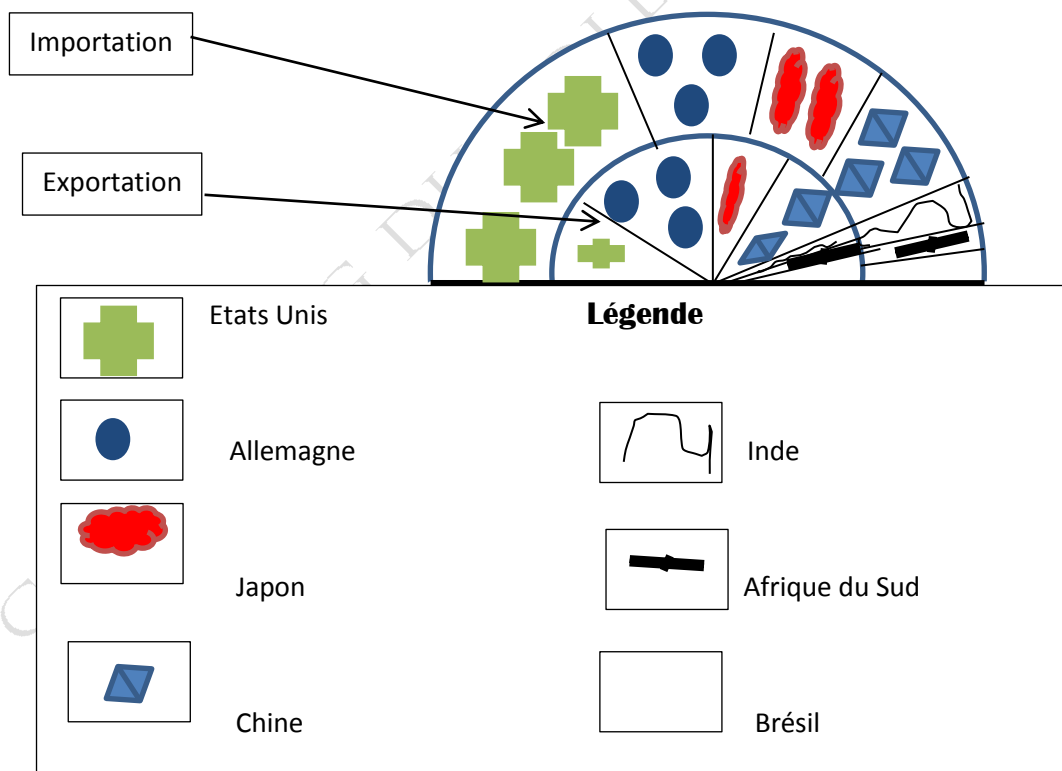 Importation
Exportation
Etats Unis
Légende
Allemagne
Inde
Japon
Afrique du Sud
Chine
Brésil